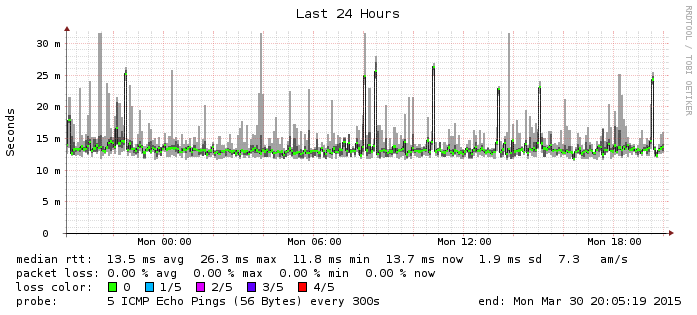 Last 24 Hours
RRDTOOL / TOBI OETIKER
Seconds
30 m
25 m
20 m
15 m
10 m
5 m
0
Mon 00:00 Mon 06:00 Mon 12:00 Mon 18:00
median rtt: 13.5 ms avg 26.3 ms max 11.8 ms min 13.7 ms now 1.9 ms sd 7.3 am/s
packet loss: 0.00 % avg 0.00 % max 0.00 % min 0.00 % now
loss color: 0 1/5 2/5 3/5 4/5
probe: 5 ICMP Echo Pings (56 Bytes) every 300s end: Mon Mar 30 20:05:19 2015